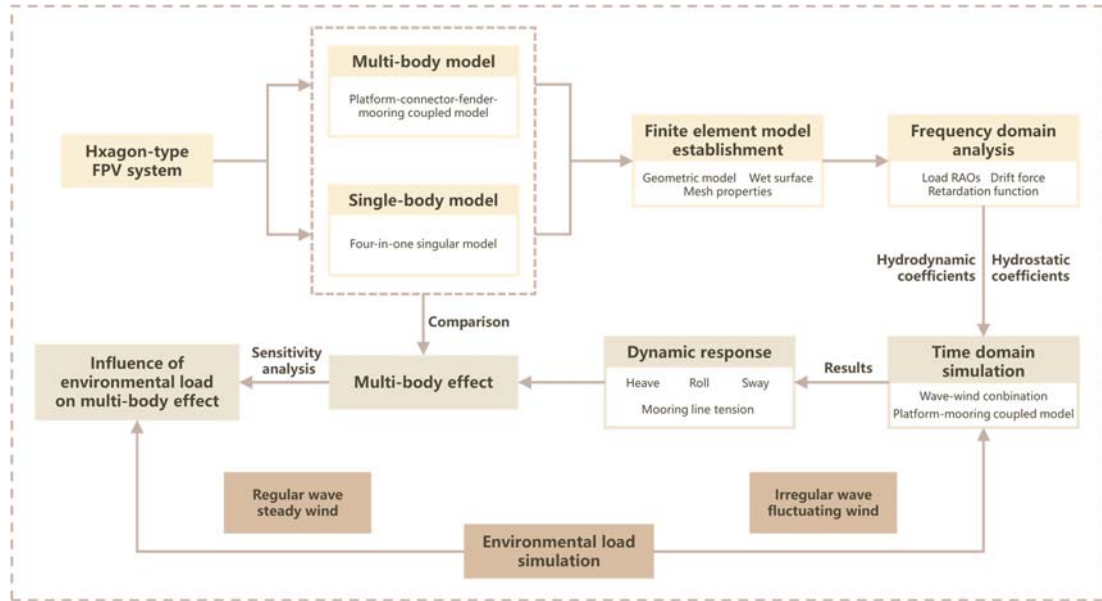 Multi-body model
Platform-connector-fender-
mooring coupled model
Hxagon-type
FPV system
Single-body model
Four-in-one singular model
Finite element model
establishment
Geometric model Wet surface
Mesh properties
Frequency domain
analysis
Load RAOs Drift force
Retardation function
Hydrodynamic
coefficients
Hydrostatic
coefficients
Comparison
Influence of
environmental load
on multi-body effect
Sensitivity
analysis
Multi-body effect
Dynamic response
Heave Roll Sway
Mooring line tension
Results
Time domain
simulation
Wave-wind combination
Platform-mooring coupled model
Regular wave
steady wind
Irregular wave
fluctuating wind
Environmental load
simulation